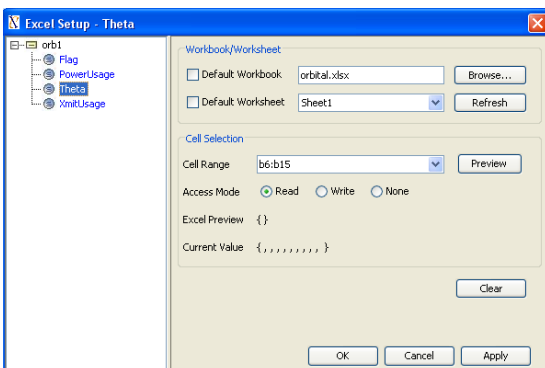 Excel Setup - Theta
orb1
Flag
PowerUsage
Theta
XmitUsage
Workbook/Worksheet
Default Workbook orbital.xlsx Browse...
Default Worksheet Sheet1 Refresh
Cell Selection
Cell Range b6:b15 Preview
Access Mode Read Write None
Excel Preview {}
Current Value {,,,,,,,,, }
Clear
OK Cancel Apply